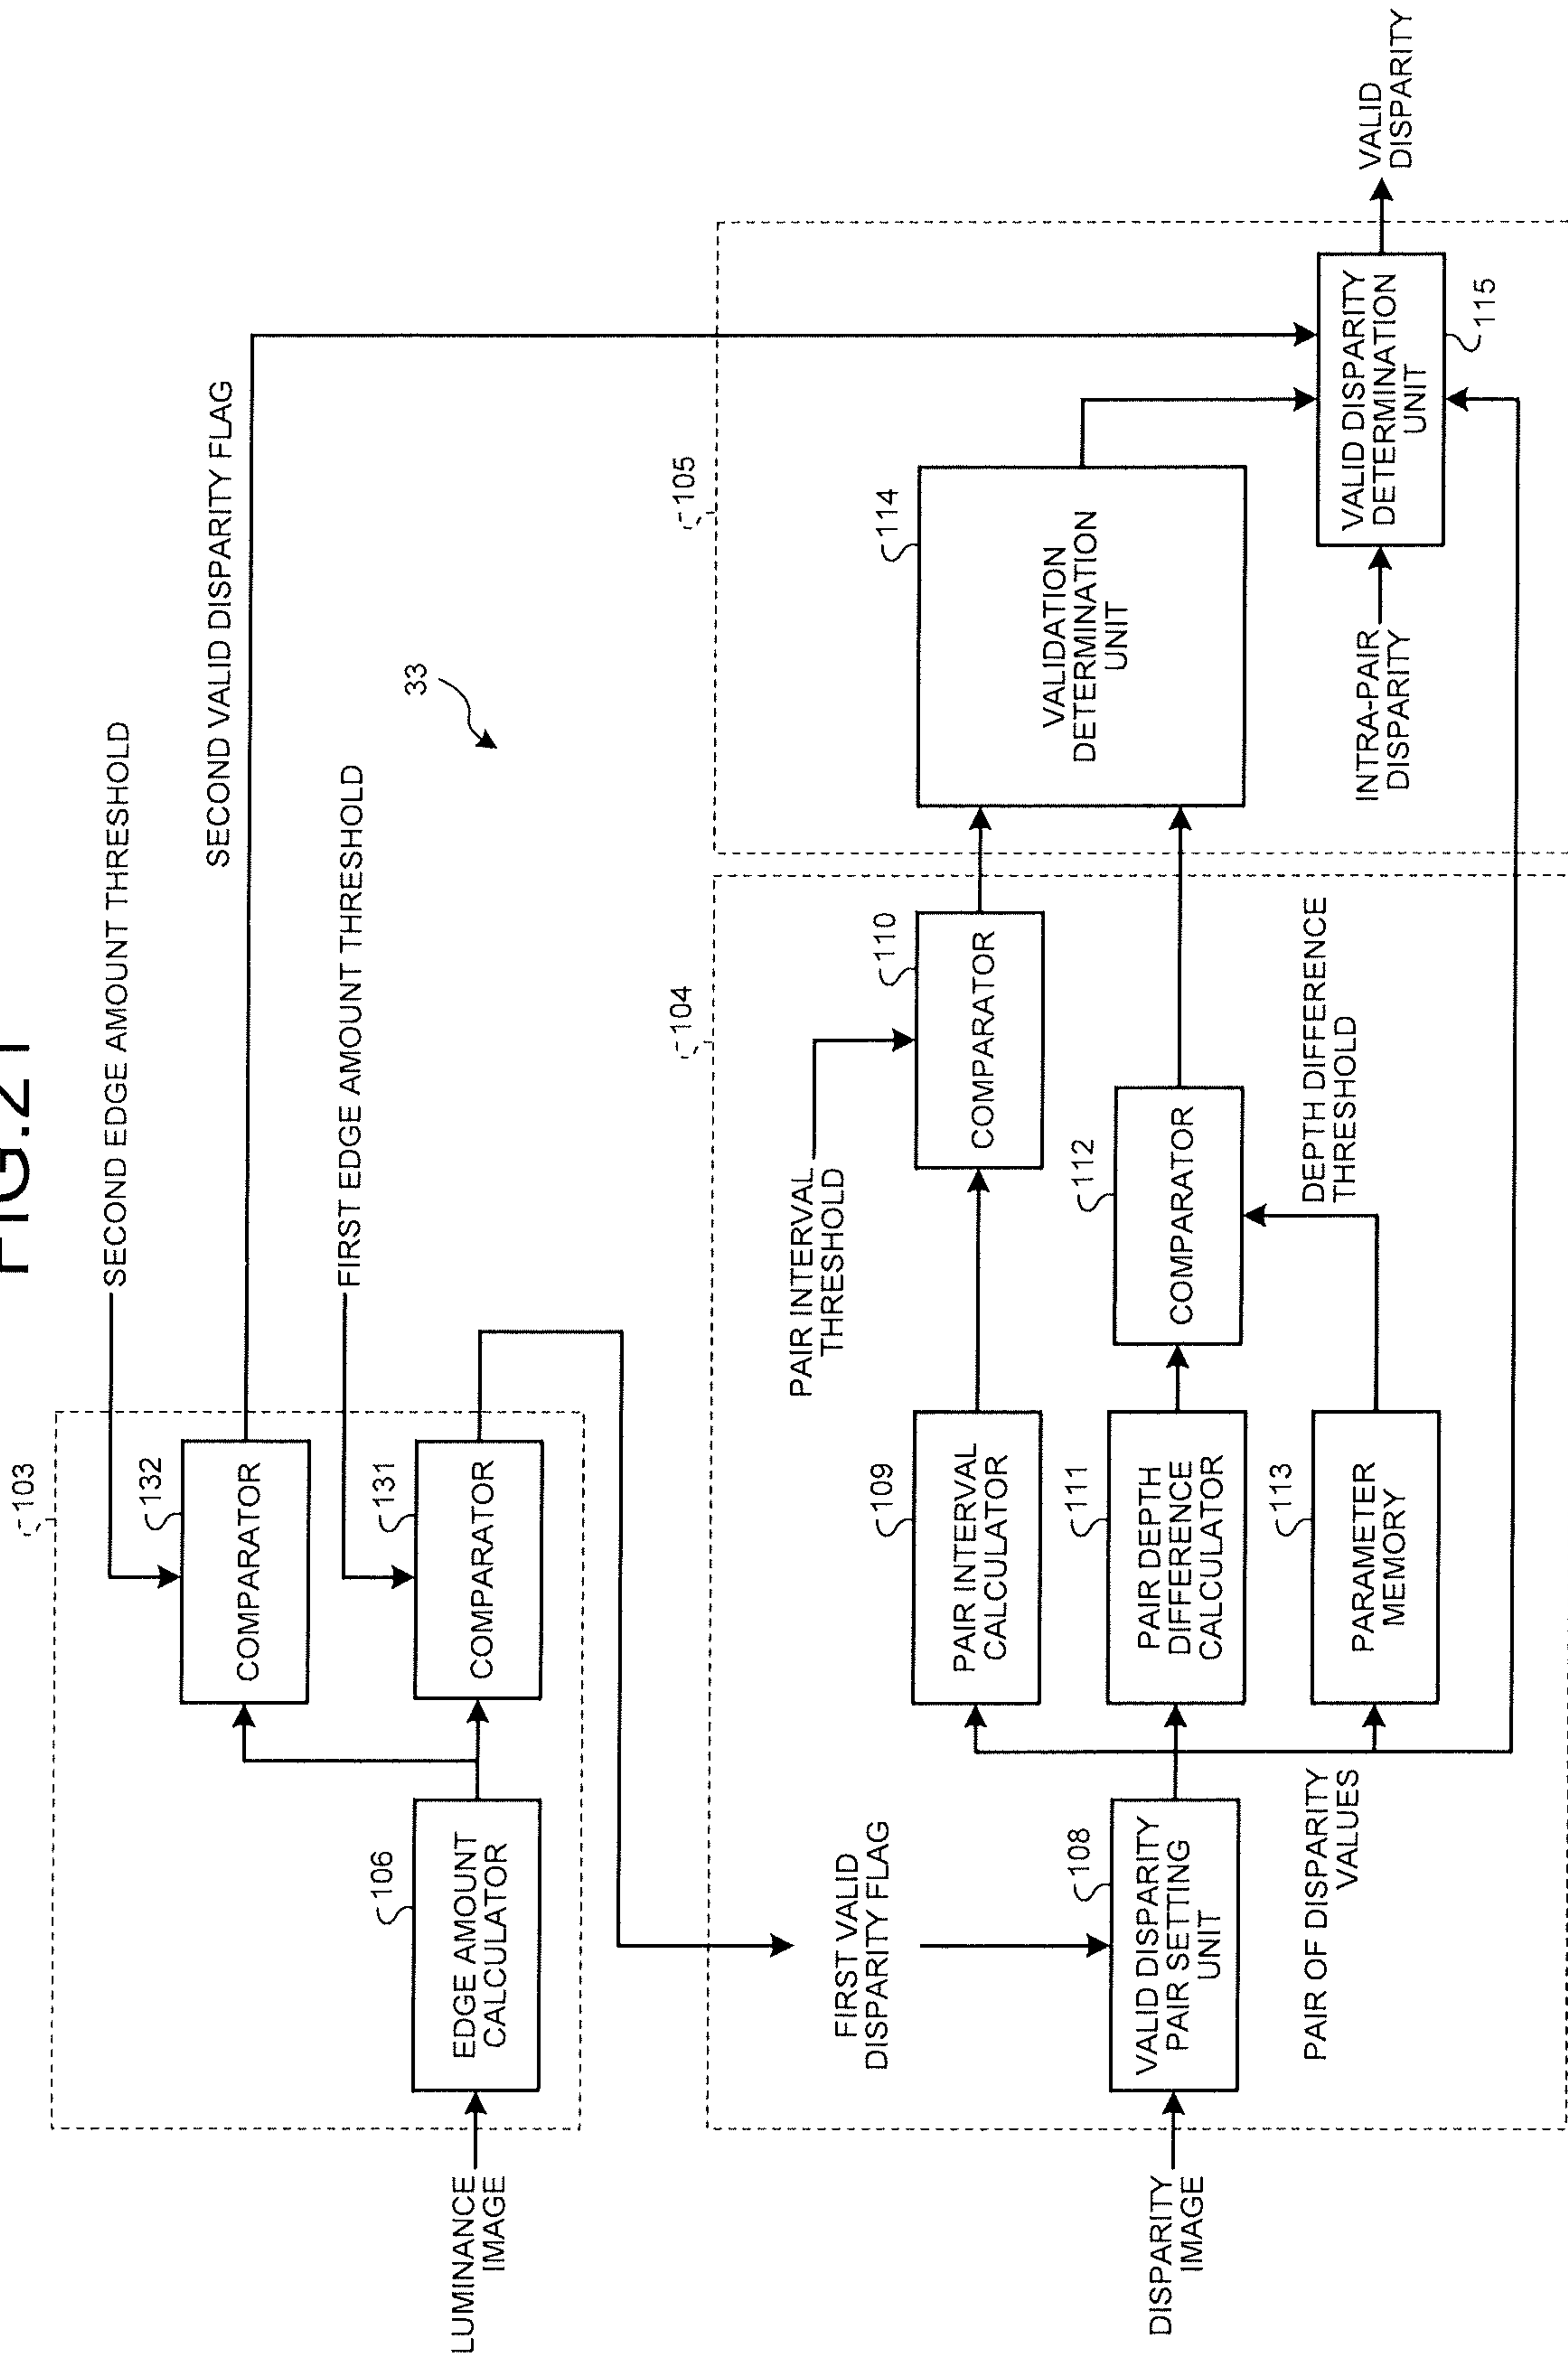 FIG.21
SECOND EDGE AMOUNT THRESHOLD
SECOND VALID DISPARITY FLAG
FIRST EDGE AMOUNT THRESHOLD
33
103
132
COMPARATOR
131
COMPARATOR
106
EDGE AMOUNT
CALCULATOR
LUMINANCE
IMAGE
104
105
PAIR INTERVAL
THRESHOLD
FIRST VALID
DISPARITY FLAG
DISPARITY
IMAGE
108
VALID DISPARITY
PAIR SETTING
UNIT
PAIR OF DISPARITY
VALUES
109
PAIR INTERVAL
CALCULATOR
111
PAIR DEPTH
DIFFERENCE
CALCULATOR
113
PARAMETER
MEMORY
110
COMPARATOR
112
COMPARATOR
DEPTH DIFFERENCE
THRESHOLD
114
VALIDATION
DETERMINATION
UNIT
INTRA-PAIR
DISPARITY
VALID DISPARITY
DETERMINATION
UNIT
115
VALID
DISPARITY